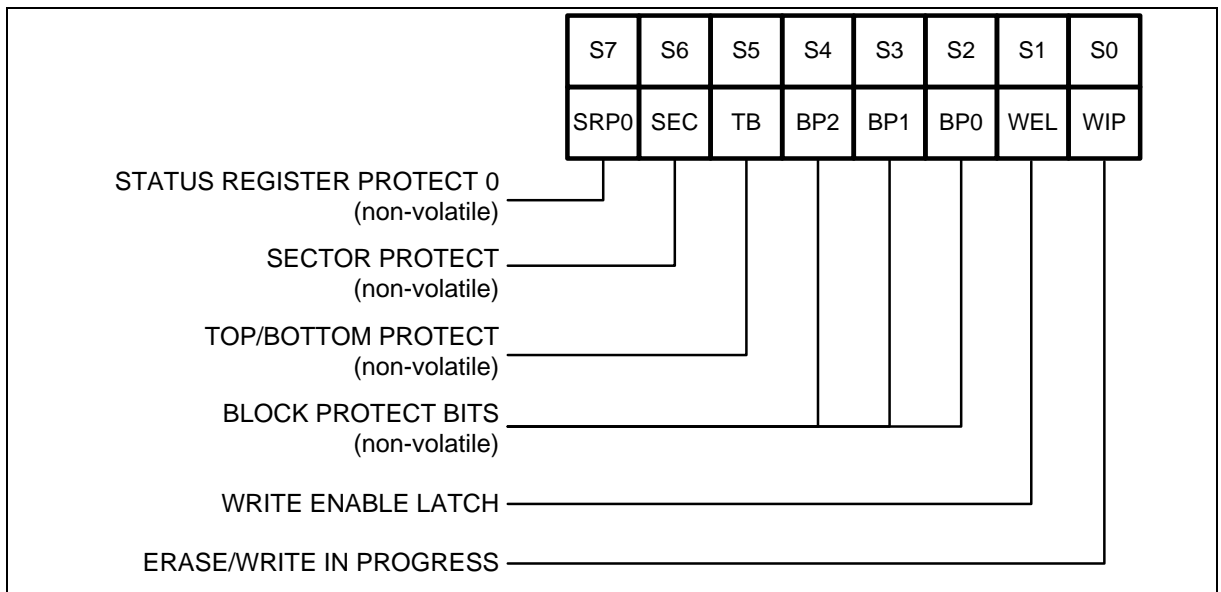 S7 S6 S5 S4 S3 S2 S1 S0
SRP0 SEC TB BP2 BP1 BP0 WEL WIP
STATUS REGISTER PROTECT 0
(non-volatile)
SECTOR PROTECT
(non-volatile)
TOP/BOTTOM PROTECT
(non-volatile)
BLOCK PROTECT BITS
(non-volatile)
WRITE ENABLE LATCH
ERASE/WRITE IN PROGRESS